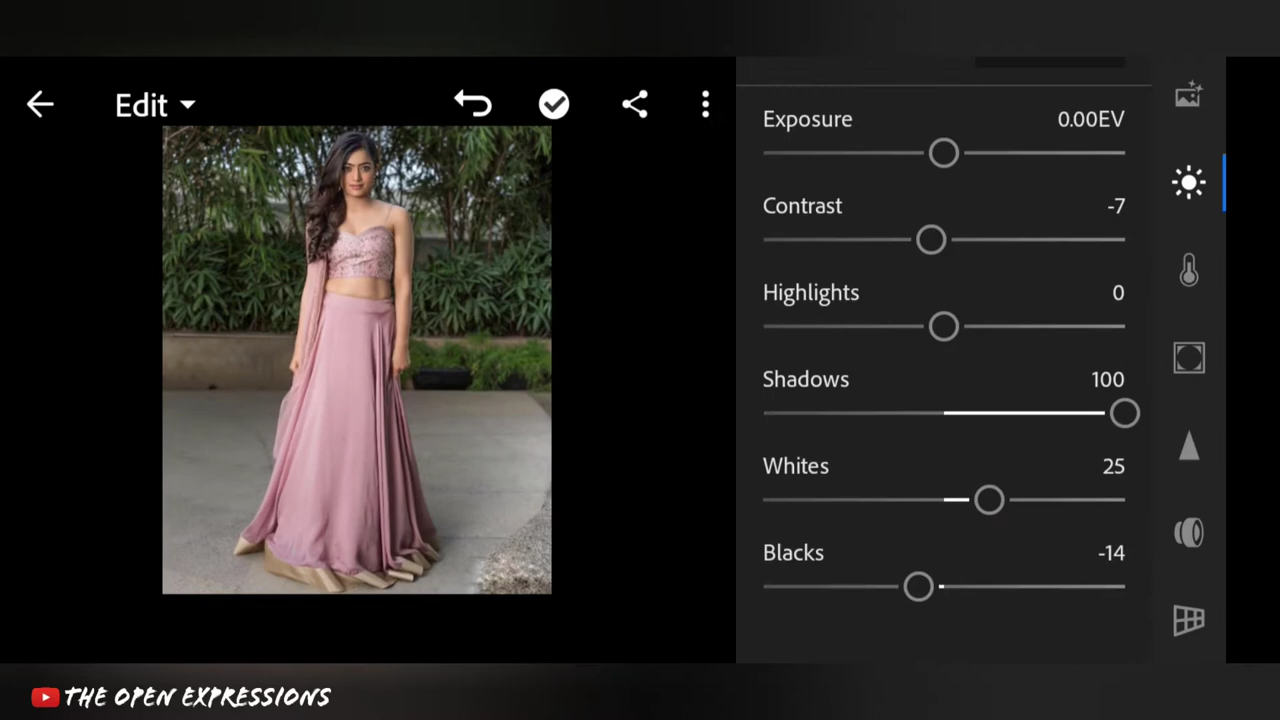 Edit
Exposure 0.00EV
Contrast -7
Highlights 0
Shadows 100
Whites 25
Blacks -14
THE OPEN EXPRESSIONS